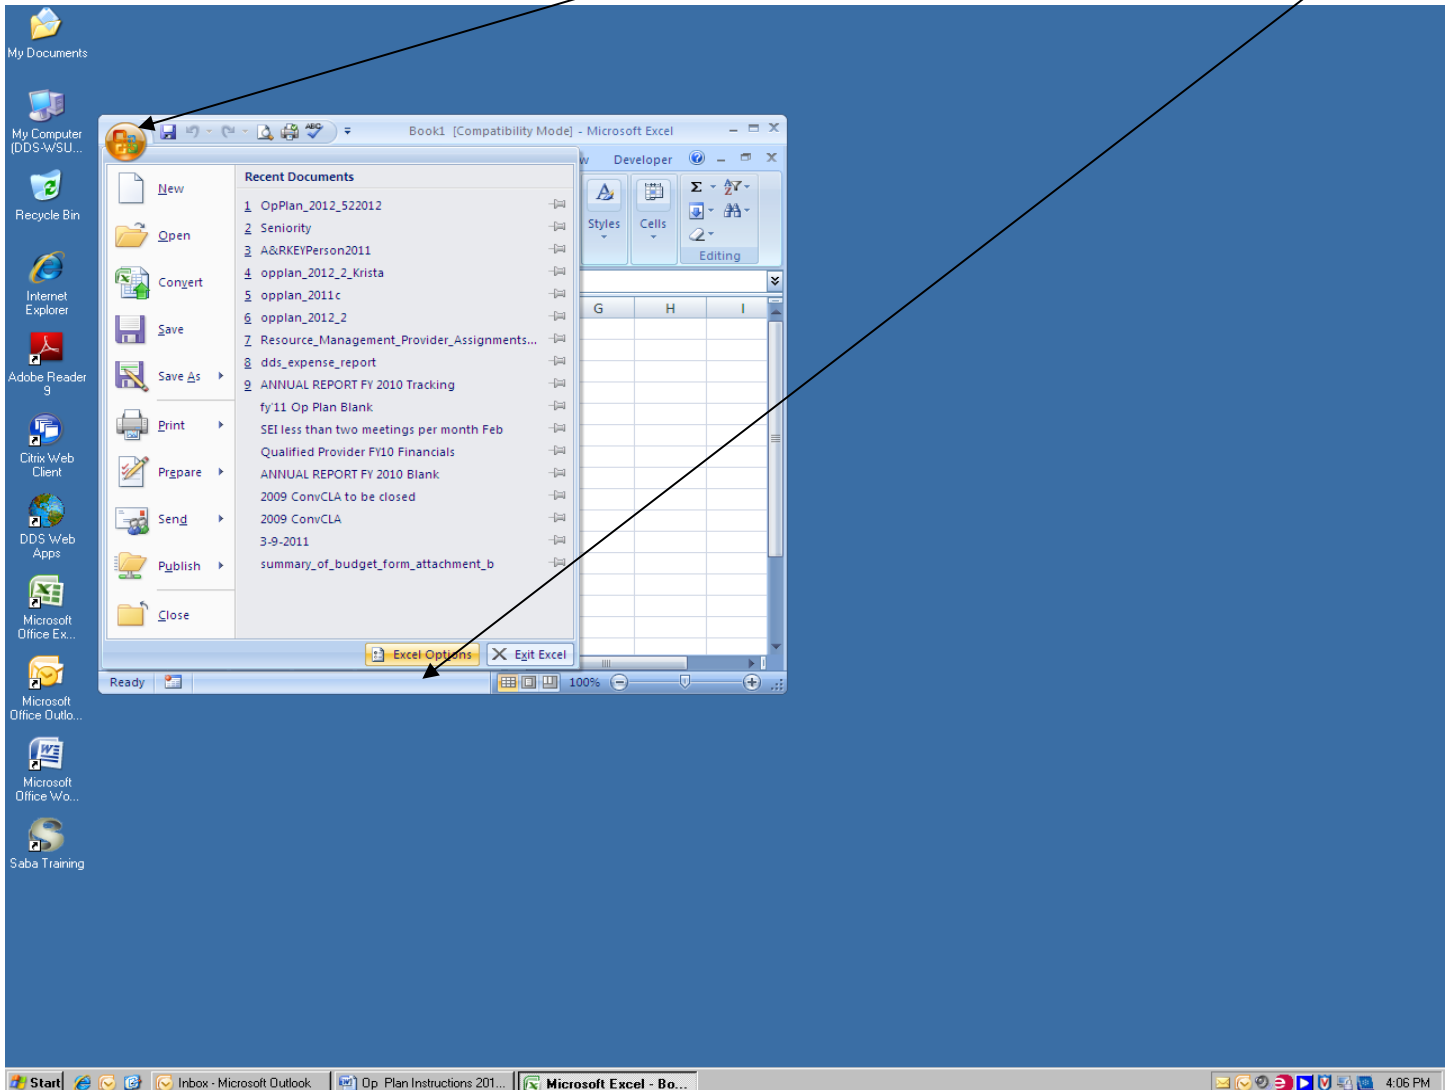 My Documents
My Computer
(DDS-WSU...
Recycle Bin
Internet
Explorer
Adobe Reader
9
Citrix Web
Client
DDS Web
Apps
Microsoft
Office Ex...
Microsoft
Office Outlo...
Microsoft
Office Wo...
Saba Training
ABC
Book1 [Compatibility Mode] - Microsoft Excel
w Developer
New
Open
Convert
Save
Save As
Print
Prepare
Send
Publish
Close
Recent Documents
1 OpPlan_2012_522012
2 Seniority
3 A&RKEYPerson2011
4 opplan_2012_2_Krista
5 opplan_2011c
6 opplan_2012_2
7 Resource_Management_Provider_Assignments...
8 dds_expense_report
9 ANNUAL REPORT FY 2010 Tracking
fy'11 Op Plan Blank
SEI less than two meetings per month Feb
Qualified Provider FY10 Financials
ANNUAL REPORT FY 2010 Blank
2009 ConvCLA to be closed
2009 ConvCLA
3-9-2011
summary_of_budget_form_attachment_b
Excel Options
Exit Excel
Styles
Cells
Σ
Editing
G H I
Ready
100%
Start
Inbox - Microsoft Outlook
Op Plan Instructions 201...
Microsoft Excel - Bo...
4:06 PM